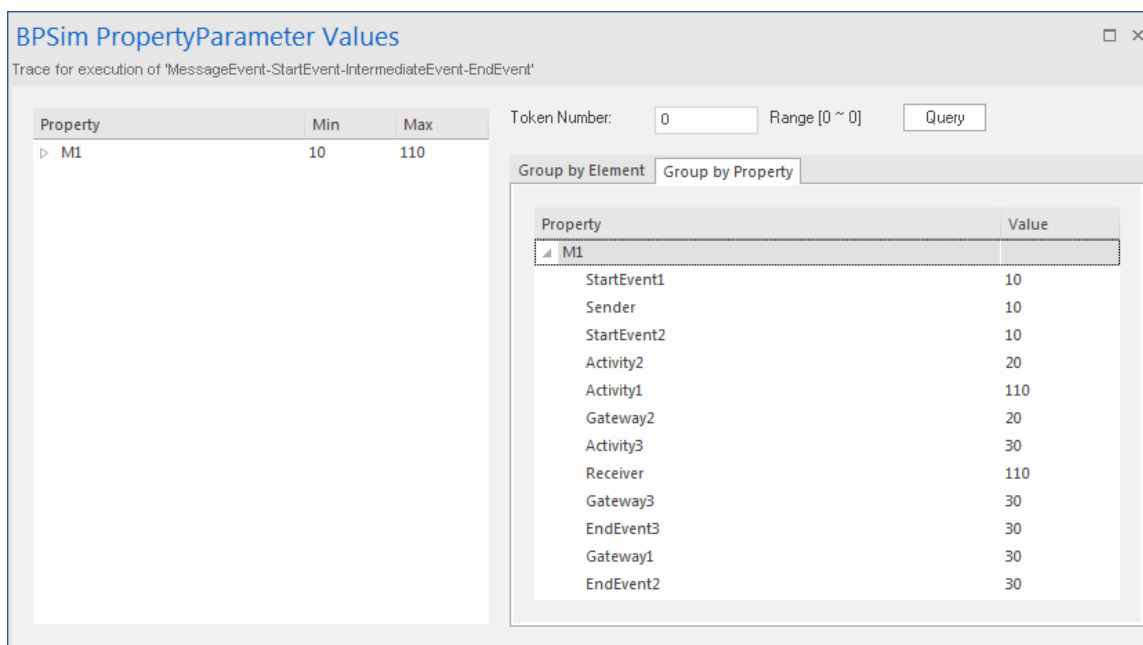 BPSim PropertyParameter Values
Trace for execution of 'MessageEvent-StartEvent-IntermediateEvent-EndEvent'
Property Min Max
M1 10 110
Token Number: 0 Range [0 ~ 0] Query
Group by Element Group by Property
Property Value
M1
StartEvent1 10
Sender 10
StartEvent2 10
Activity2 20
Activity1 110
Gateway2 20
Activity3 30
Receiver 110
Gateway3 30
EndEvent3 30
Gateway1 30
EndEvent2 30